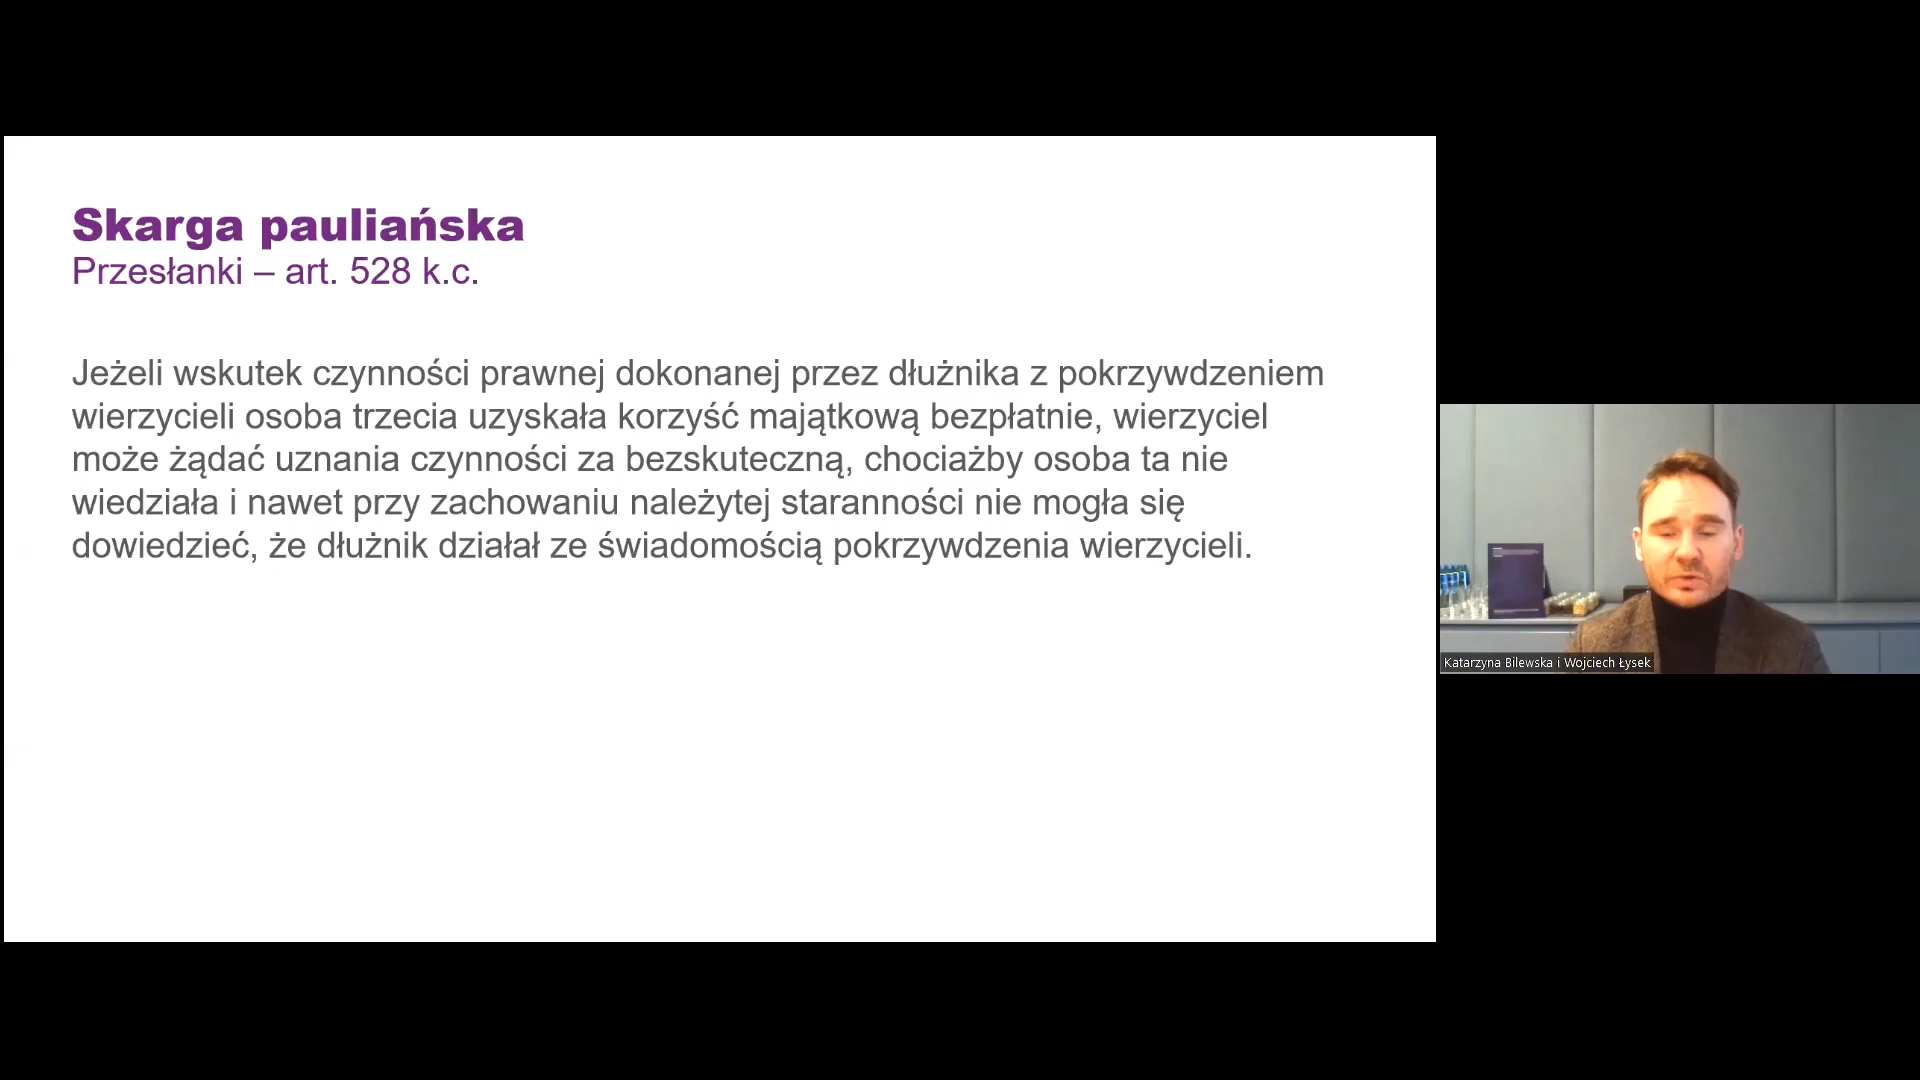 Skarga pauliańska
Przesłanki – art. 528 k.c.
Jeżeli wskutek czynności prawnej dokonanej przez dłużnika z pokrzywdzeniem
wierzycieli osoba trzecia uzyskała korzyść majątkową bezpłatnie, wierzyciel
może żądać uznania czynności za bezskuteczną, chociażby osoba ta nie
wiedziała i nawet przy zachowaniu należytej staranności nie mogła się
dowiedzieć, że dłużnik działał ze świadomością pokrzywdzenia wierzycieli.
Katarzyna Bilewska i Wojciech Łysek